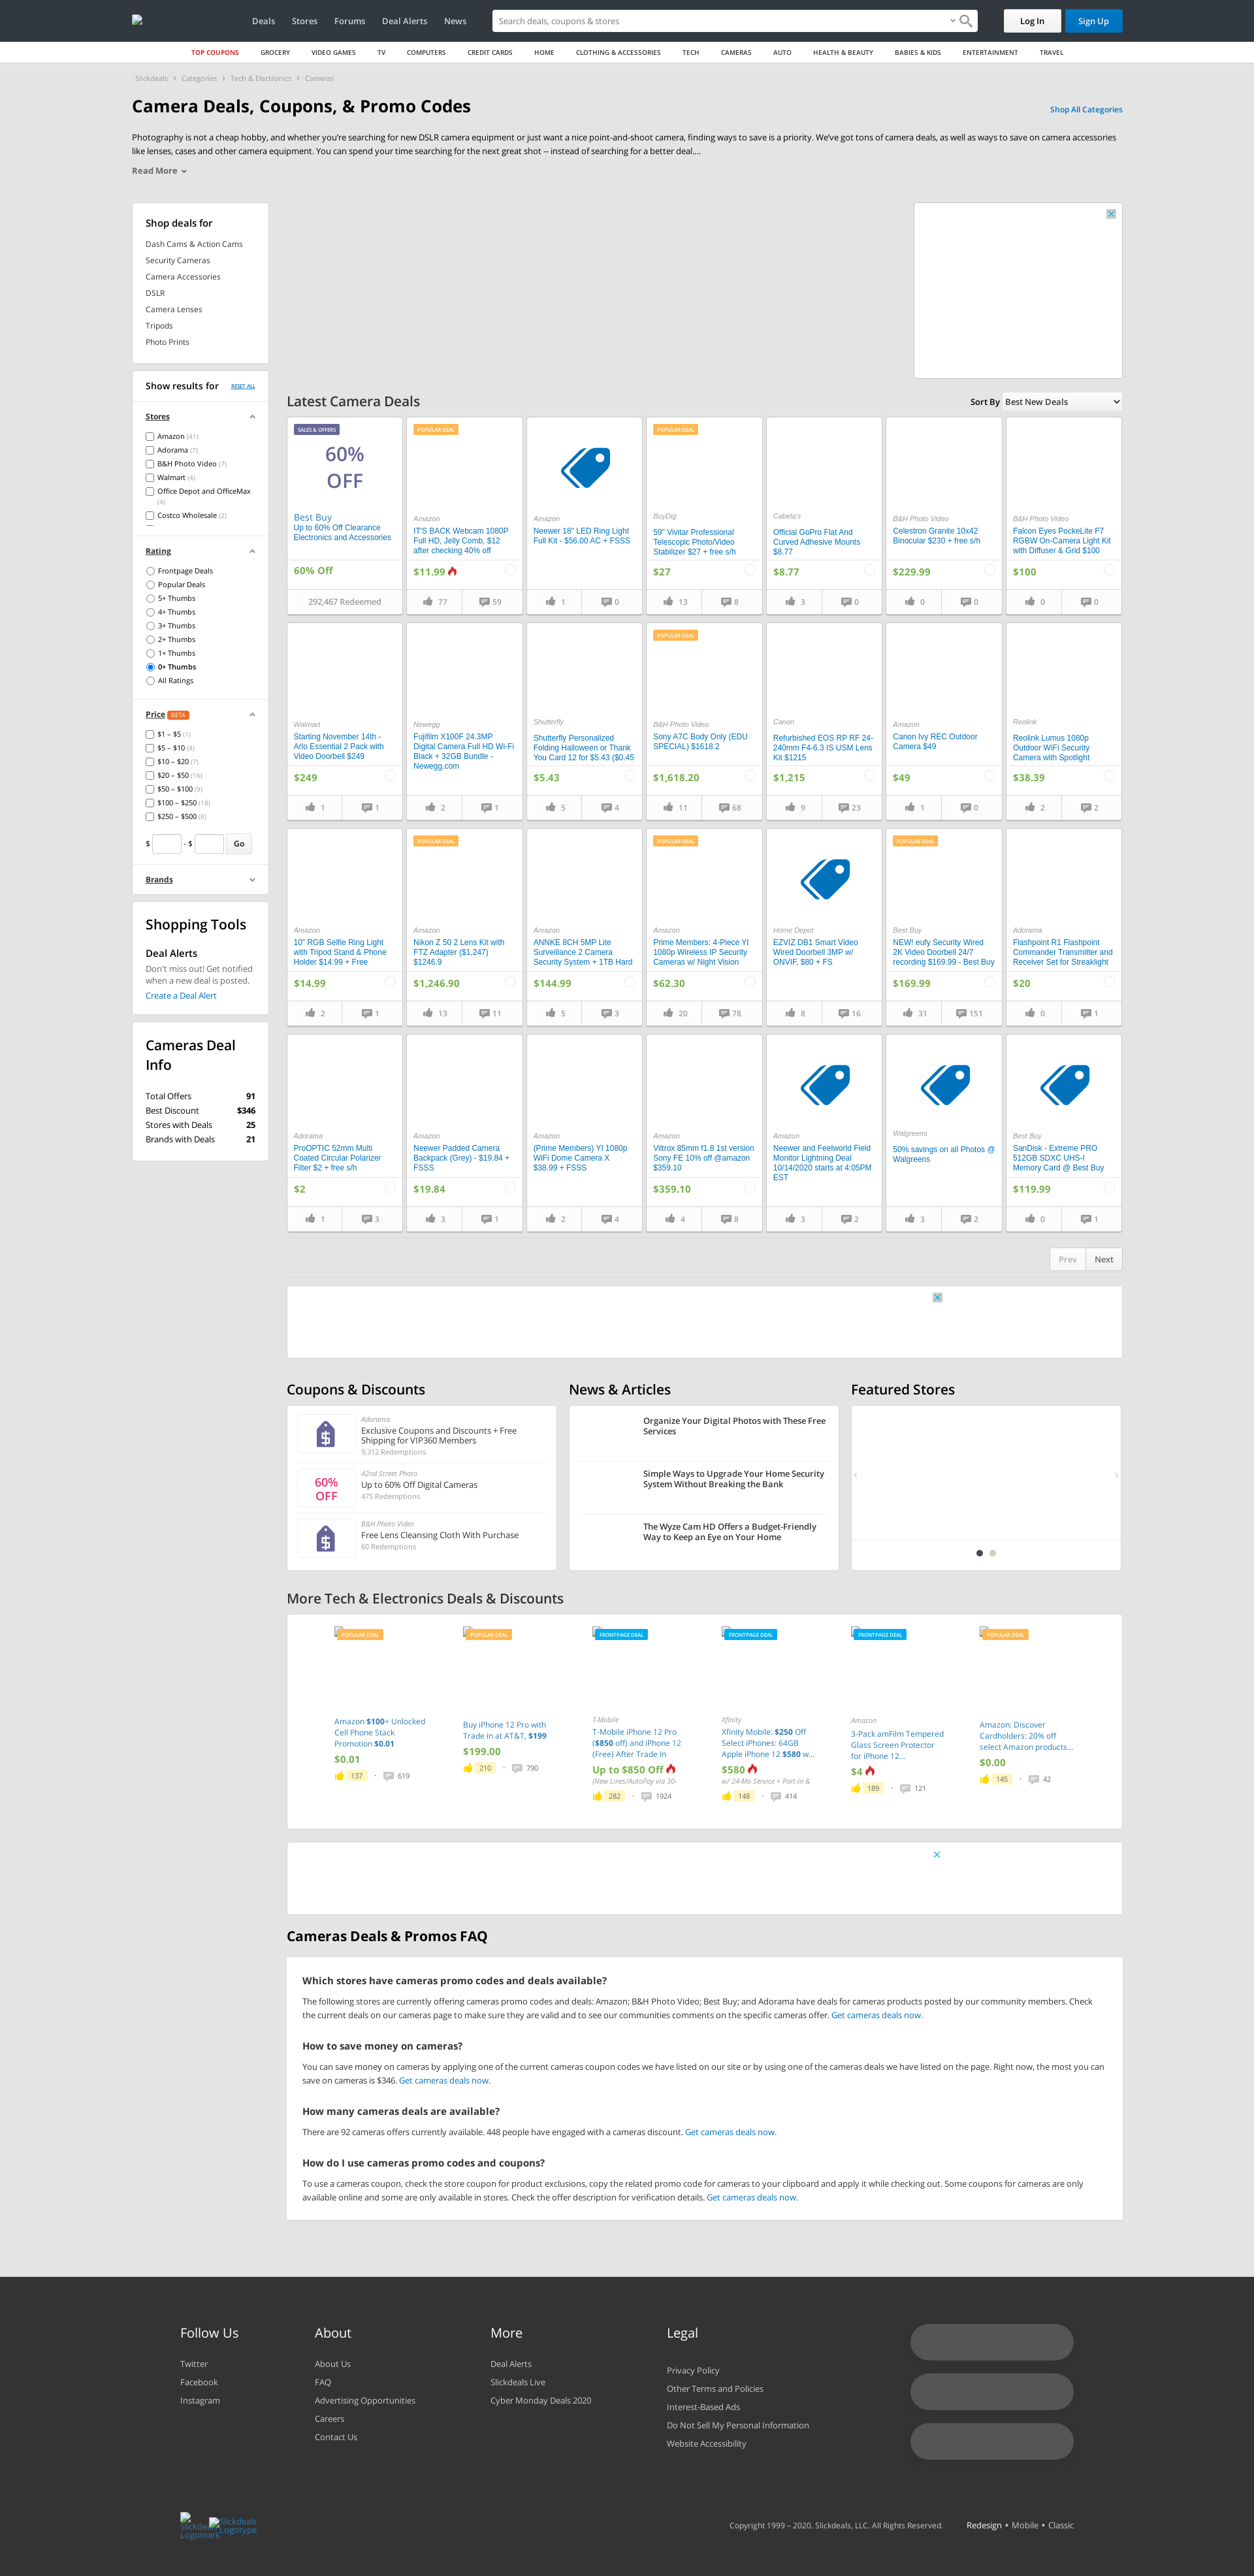 Deals Stores Forums Deal Alerts News
Search deals, coupons & stores
Log In
Sign Up
TOP COUPONS GROCERY VIDEO GAMES TV COMPUTERS CREDIT CARDS HOME CLOTHING & ACCESSORIES TECH CAMERAS AUTO HEALTH & BEAUTY BABIES & KIDS ENTERTAINMENT TRAVEL
Slickdeals > Categories > Tech & Electronics > Cameras
Camera Deals, Coupons, & Promo Codes
Shop All Categories
Photography is not a cheap hobby, and whether you're searching for new DSLR camera equipment or just want a nice point-and-shoot camera, finding ways to save is a priority. We've got tons of camera deals, as well as ways to save on camera accessories
like lenses, cases and other camera equipment. You can spend your time searching for the next great shot -- instead of searching for a better deal....
Read More
Shop deals for
Dash Cams & Action Cams
Security Cameras
Camera Accessories
DSLR
Camera Lenses
Tripods
Photo Prints
Show results for
RESET ALL
Stores
Amazon (41)
Adorama (7)
B&H Photo Video (7)
Walmart (4)
Office Depot and OfficeMax
(4)
Costco Wholesale (2)
Rating
Frontpage Deals
Popular Deals
5+ Thumbs
4+ Thumbs
3+ Thumbs
2+ Thumbs
1+ Thumbs
0+ Thumbs
All Ratings
Price BETA
$1 – $5 (1)
$5 – $10 (4)
$10 – $20 (7)
$20 – $50 (16)
$50 – $100 (9)
$100 – $250 (18)
$250 – $500 (8)
$ - $ Go
Brands
Shopping Tools
Deal Alerts
Don't miss out! Get notified
when a new deal is posted.
Create a Deal Alert
Cameras Deal
Info
Total Offers 91
Best Discount $346
Stores with Deals 25
Brands with Deals 21
Latest Camera Deals
Sort By Best New Deals
SALES & OFFERS
60%
OFF
Best Buy
Up to 60% Off Clearance
Electronics and Accessories
60% Off
292,467 Redeemed
POPULAR DEAL
Amazon
IT'S BACK Webcam 1080P
Full HD, Jelly Comb, $12
after checking 40% off
$11.99
77 59
Amazon
Neewer 18" LED Ring Light
Full Kit - $56.00 AC + FSSS
1 0
POPULAR DEAL
BuyDig
59" Vivitar Professional
Telescopic Photo/Video
Stabilizer $27 + free s/h
$27
13 8
Cabela's
Official GoPro Flat And
Curved Adhesive Mounts
$8.77
$8.77
3 0
B&H Photo Video
Celestron Granite 10x42
Binocular $230 + free s/h
$229.99
0 0
B&H Photo Video
Falcon Eyes PockeLite F7
RGBW On-Camera Light Kit
with Diffuser & Grid $100
$100
0 0
Walmart
Starting November 14th -
Arlo Essential 2 Pack with
Video Doorbell $249
$249
1 1
Newegg
Fujifilm X100F 24.3MP
Digital Camera Full HD Wi-Fi
Black + 32GB Bundle -
Newegg.com
2 1
Shutterfly
Shutterfly Personalized
Folding Halloween or Thank
You Card 12 for $5.43 ($0.45
$5.43
5 4
POPULAR DEAL
B&H Photo Video
Sony A7C Body Only (EDU
SPECIAL) $1618.2
$1,618.20
11 68
Canon
Refurbished EOS RP RF 24-
240mm F4-6.3 IS USM Lens
Kit $1215
$1,215
9 23
Amazon
Canon Ivy REC Outdoor
Camera $49
$49
1 0
Reolink
Reolink Lumus 1080p
Outdoor WiFi Security
Camera with Spotlight
$38.39
2 2
Amazon
10" RGB Selfie Ring Light
with Tripod Stand & Phone
Holder $14.99 + Free
$14.99
2 1
POPULAR DEAL
Amazon
Nikon Z 50 2 Lens Kit with
FTZ Adapter ($1,247)
$1246.9
$1,246.90
13 11
Amazon
ANNKE 8CH 5MP Lite
Surveillance 2 Camera
Security System + 1TB Hard
$144.99
5 3
POPULAR DEAL
Amazon
Prime Members: 4-Piece YI
1080p Wireless IP Security
Cameras w/ Night Vision
$62.30
20 78
Home Depot
EZVIZ DB1 Smart Video
Wired Doorbell 3MP w/
ONVIF, $80 + FS
8 16
POPULAR DEAL
Best Buy
NEW! eufy Security Wired
2K Video Doorbell 24/7
recording $169.99 - Best Buy
$169.99
31 151
Adorama
Flashpoint R1 Flashpoint
Commander Transmitter and
Receiver Set for Streaklight
$20
0 1
Adorama
ProOPTIC 52mm Multi
Coated Circular Polarizer
Filter $2 + free s/h
$2
1 3
Amazon
Neewer Padded Camera
Backpack (Grey) - $19.84 +
FSSS
$19.84
3 1
Amazon
(Prime Members) YI 1080p
WiFi Dome Camera X
$38.99 + FSSS
2 4
Amazon
Viltrox 85mm f1.8 1st version
Sony FE 10% off @amazon
$359.10
$359.10
4 8
Amazon
Neewer and Feelworld Field
Monitor Lightning Deal
10/14/2020 starts at 4:05PM
EST
3 2
Walgreens
50% savings on all Photos @
Walgreens
3 2
Best Buy
SanDisk - Extreme PRO
512GB SDXC UHS-I
Memory Card @ Best Buy
$119.99
0 1
Prev Next
Coupons & Discounts
Adorama
Exclusive Coupons and Discounts + Free
Shipping for VIP360 Members
9,312 Redemptions
60%
OFF
42nd Street Photo
Up to 60% Off Digital Cameras
475 Redemptions
B&H Photo Video
Free Lens Cleansing Cloth With Purchase
60 Redemptions
News & Articles
Organize Your Digital Photos with These Free
Services
Simple Ways to Upgrade Your Home Security
System Without Breaking the Bank
The Wyze Cam HD Offers a Budget-Friendly
Way to Keep an Eye on Your Home
Featured Stores
More Tech & Electronics Deals & Discounts
POPULAR DEAL
Amazon $100+ Unlocked
Cell Phone Stack
Promotion $0.01
$0.01
137 · 619
POPULAR DEAL
Buy iPhone 12 Pro with
Trade in at AT&T, $199
$199.00
210 · 790
FRONTPAGE DEAL
T-Mobile
T-Mobile iPhone 12 Pro
($850 off) and iPhone 12
(Free) After Trade In
Up to $850 Off
(New Lines/AutoPay via 30-
282 · 1924
FRONTPAGE DEAL
Xfinity
Xfinity Mobile: $250 Off
Select iPhones: 64GB
Apple iPhone 12 $580 w...
$580
w/ 24-Mo Service + Port-In &
148 · 414
FRONTPAGE DEAL
Amazon
3-Pack amFilm Tempered
Glass Screen Protector
for iPhone 12...
$4
189 · 121
POPULAR DEAL
Amazon: Discover
Cardholders: 20% off
select Amazon products...
$0.00
145 · 42
Cameras Deals & Promos FAQ
Which stores have cameras promo codes and deals available?
The following stores are currently offering cameras promo codes and deals: Amazon; B&H Photo Video; Best Buy; and Adorama have deals for cameras products posted by our community members. Check
the current deals on our cameras page to make sure they are valid and to see our communities comments on the specific cameras offer. Get cameras deals now.
How to save money on cameras?
You can save money on cameras by applying one of the current cameras coupon codes we have listed on our site or by using one of the cameras deals we have listed on the page. Right now, the most you can
save on cameras is $346. Get cameras deals now.
How many cameras deals are available?
There are 92 cameras offers currently available. 448 people have engaged with a cameras discount. Get cameras deals now.
How do I use cameras promo codes and coupons?
To use a cameras coupon, check the store coupon for product exclusions, copy the related promo code for cameras to your clipboard and apply it while checking out. Some coupons for cameras are only
available online and some are only available in stores. Check the offer description for verification details. Get cameras deals now.
Follow Us
Twitter
Facebook
Instagram
About
About Us
FAQ
Advertising Opportunities
Careers
Contact Us
More
Deal Alerts
Slickdeals Live
Cyber Monday Deals 2020
Legal
Privacy Policy
Other Terms and Policies
Interest-Based Ads
Do Not Sell My Personal Information
Website Accessibility
Slickdeals
Logomark
Slickdeals
Logotype
Copyright 1999 – 2020. Slickdeals, LLC. All Rights Reserved.
Redesign • Mobile • Classic